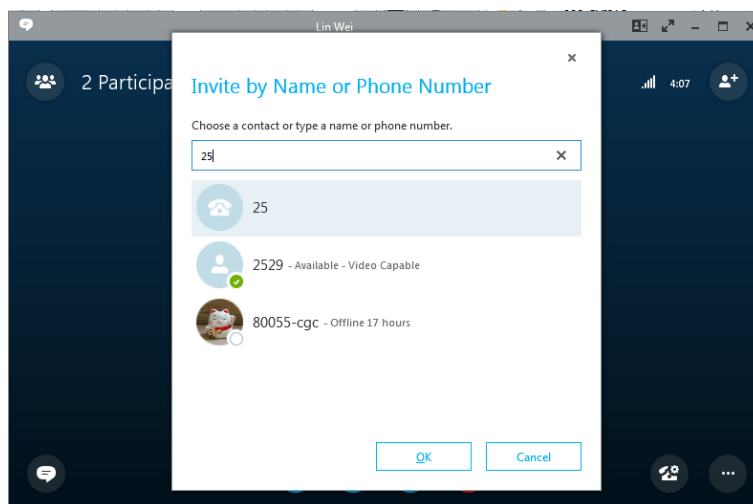 Lin Wei
2 Participa
4:07
Invite by Name or Phone Number
Choose a contact or type a name or phone number.
25
25
2529 - Available - Video Capable
80055-cgc - Offline 17 hours
OK
Cancel